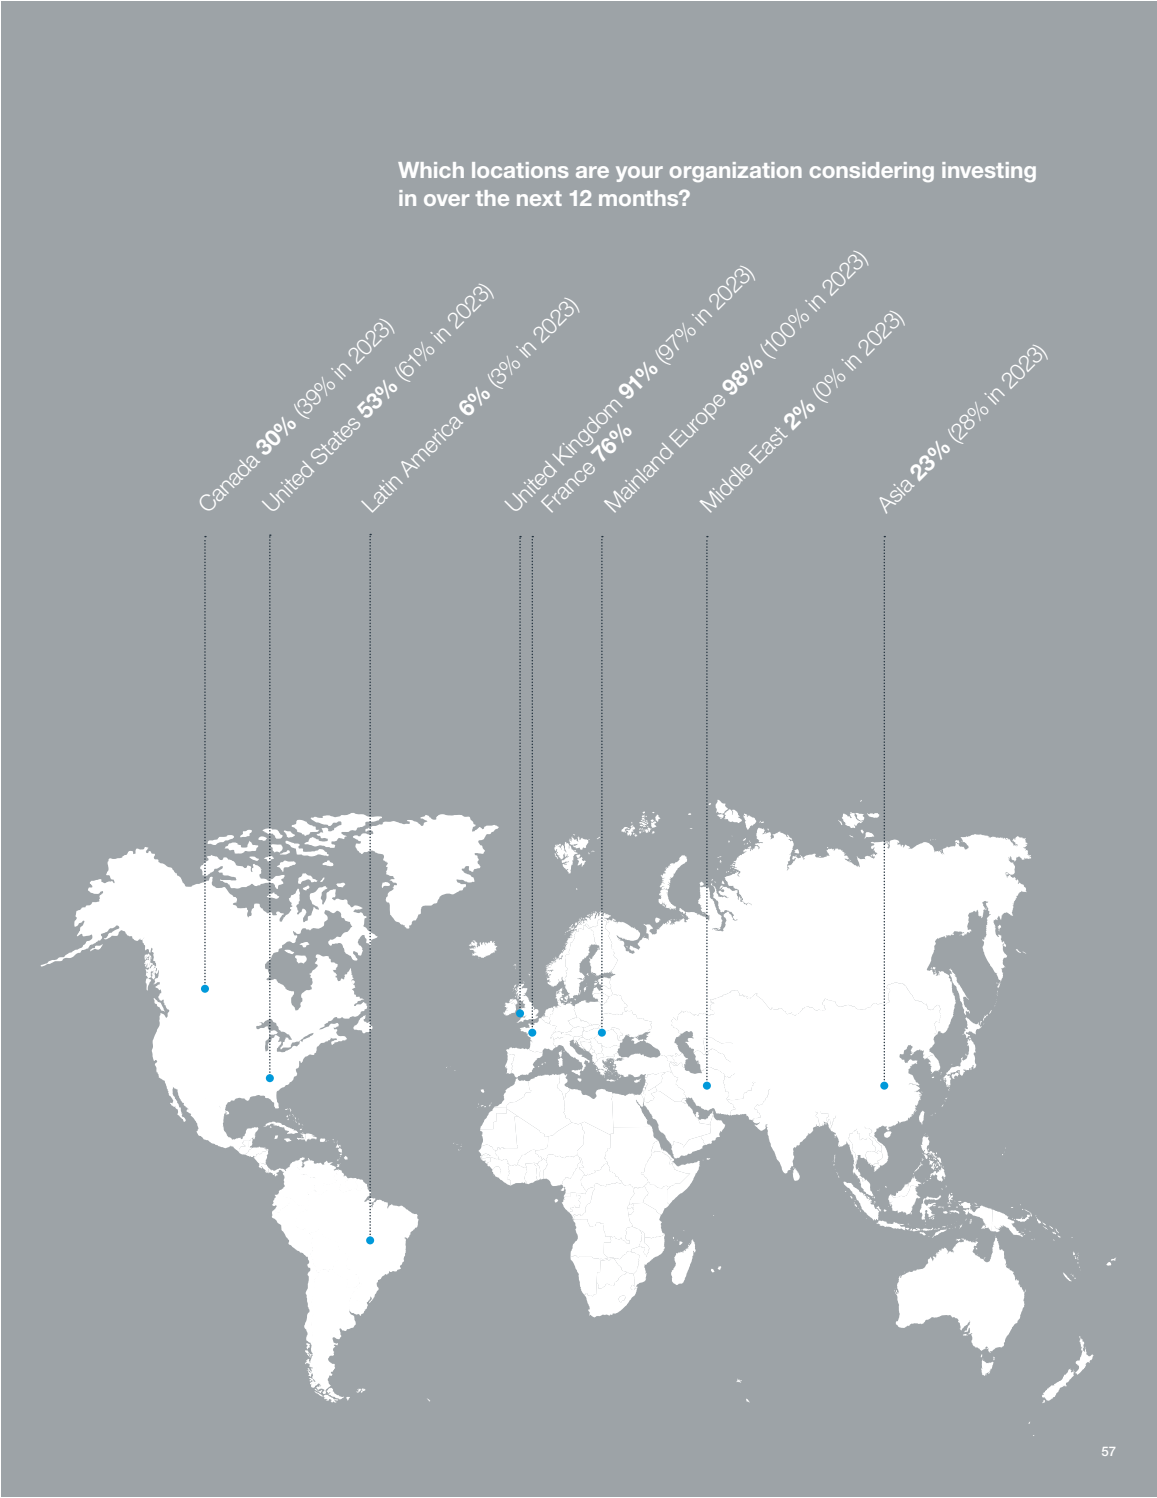 Which locations are your organization considering investing
in over the next 12 months?
Canada 30% (39% in 2023)
United States 53% (61% in 2023)
Latin America 6% (3% in 2023)
United Kingdom 91% (97% in 2023)
France 76%
Mainland Europe 98% (100% in 2023)
Middle East 2% (0% in 2023)
Asia 23% (28% in 2023)
57